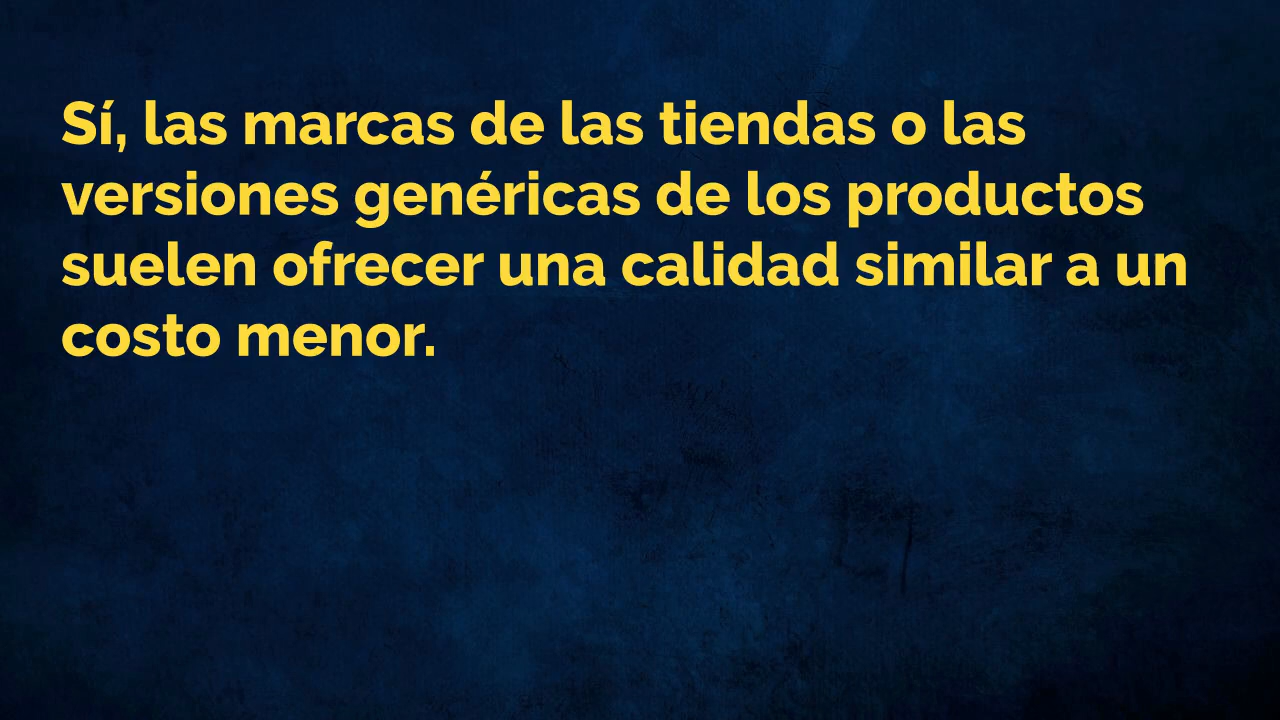 Sí, las marcas de las tiendas o las
versiones genéricas de los productos
suelen ofrecer una calidad similar a un
costo menor.